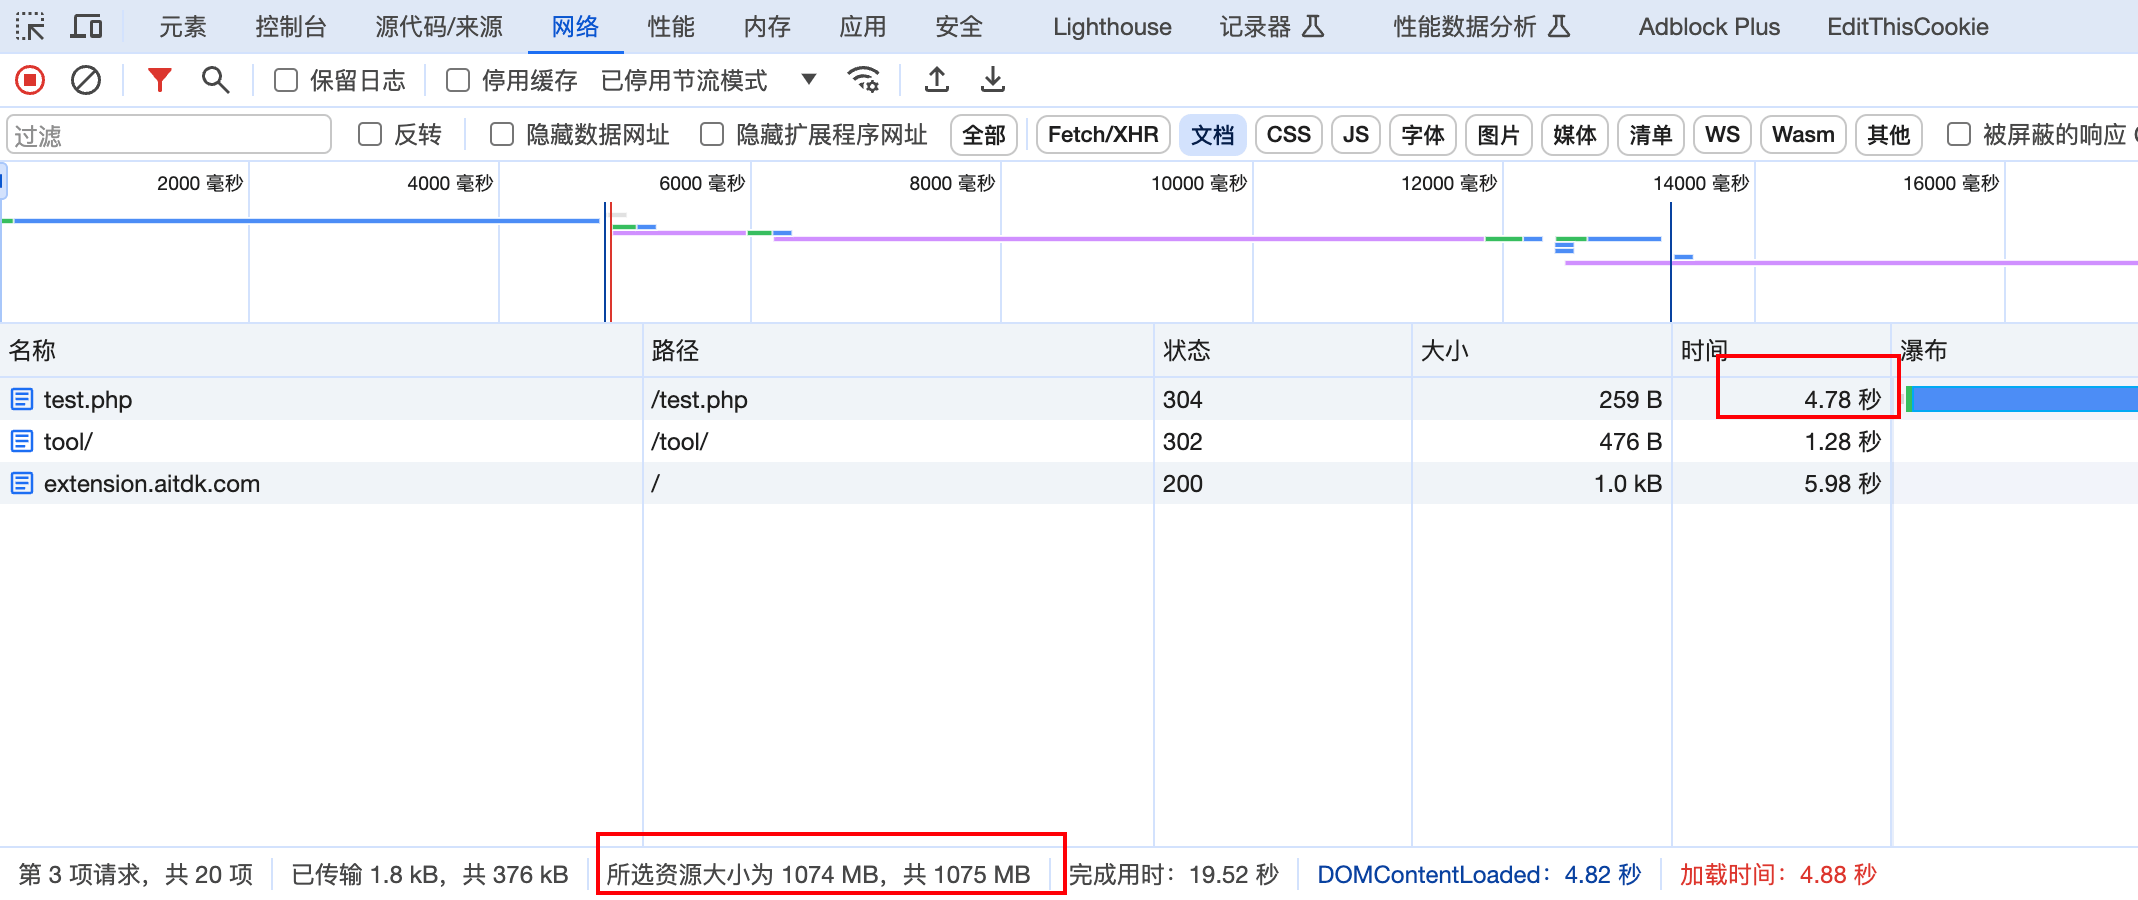 元素 控制台 源代码/来源 网络 性能 内存 应用 安全 Lighthouse 记录器 性能数据分析 Adblock Plus EditThisCookie
保留日志 停用缓存 已停用节流模式
过滤 反转 隐藏数据网址 隐藏扩展程序网址 全部 Fetch/XHR 文档 CSS JS 字体 图片 媒体 清单 WS Wasm 其他 被屏蔽的响应
2000 毫秒 4000 毫秒 6000 毫秒 8000 毫秒 10000 毫秒 12000 毫秒 14000 毫秒 16000 毫秒
名称 路径 状态 大小 时间 瀑布
test.php /test.php 304 259 B 4.78 秒
tool/ /tool/ 302 476 B 1.28 秒
extension.aitdk.com / 200 1.0 kB 5.98 秒
第 3 项请求，共 20 项 已传输 1.8 kB，共 376 kB 所选资源大小为 1074 MB，共 1075 MB 完成用时：19.52 秒 DOMContentLoaded：4.82 秒 加载时间：4.88 秒